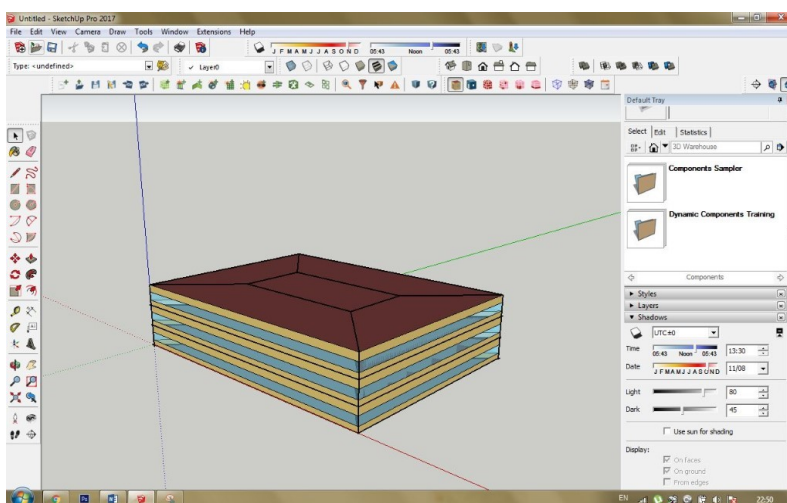 Untitled - SketchUp Pro 2017
File Edit View Camera Draw Tools Window Extensions Help
J F M A M J J A S O N D 05:43 Noon 05:43
Type: <undefined> Layer0
Default Tray
Select Edit Statistics
3D Warehouse
Components Sampler
Dynamic Components Training
Components
Styles
Layers
Shadows
UTC±0
Time 05:43 Noon 05:43 13:30
Date J F M A M J J A S O N D 11/08
Light 80
Dark 45
Use sun for shading
Display:
On faces
On ground
From edges
EN 22:50